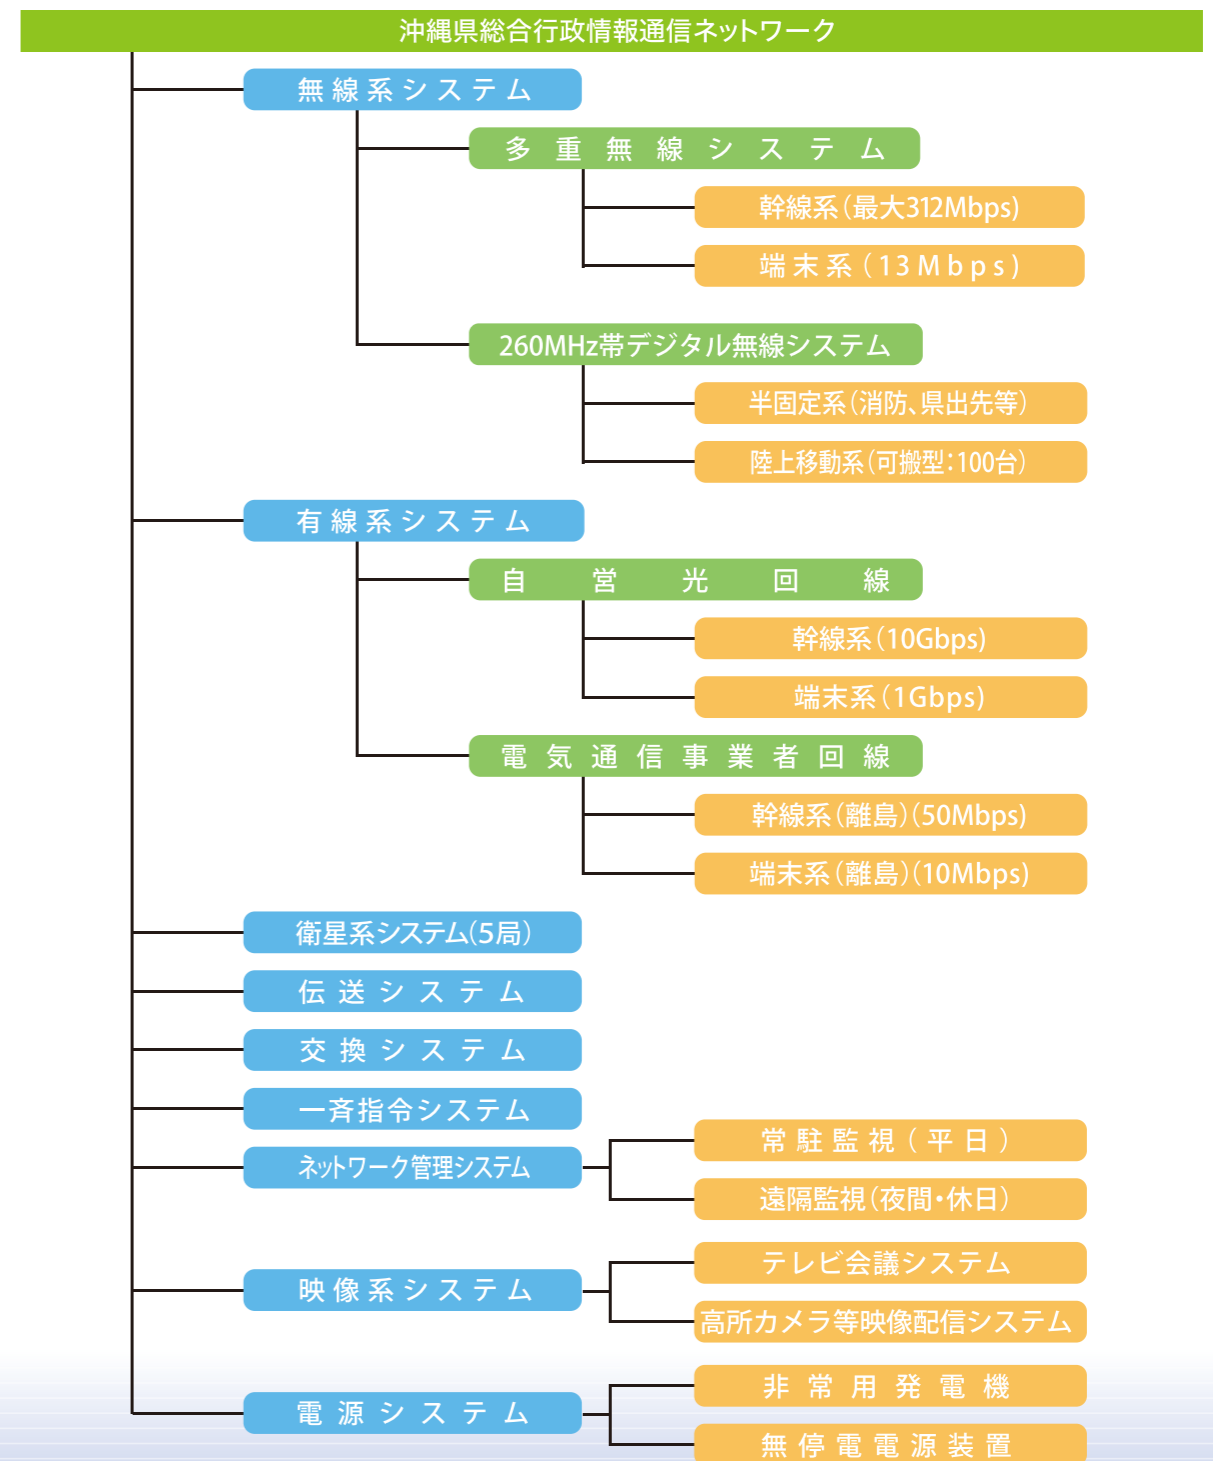 沖縄県総合行政情報通信ネットワーク
無線系システム
多重無線システム
幹線系(最大312Mbps)
端末系(13Mbps)
260MHz帯デジタル無線システム
半固定系(消防、県出先等)
陸上移動系(可搬型:100台)
有線系システム
自営光回線
幹線系(10Gbps)
端末系(1Gbps)
電気通信事業者回線
幹線系(離島)(50Mbps)
端末系(離島)(10Mbps)
衛星系システム(5局)
伝送システム
交換システム
一斉指令システム
ネットワーク管理システム
常駐監視(平日)
遠隔監視(夜間・休日)
映像系システム
テレビ会議システム
高所カメラ等映像配信システム
電源システム
非常用発電機
無停電電源装置